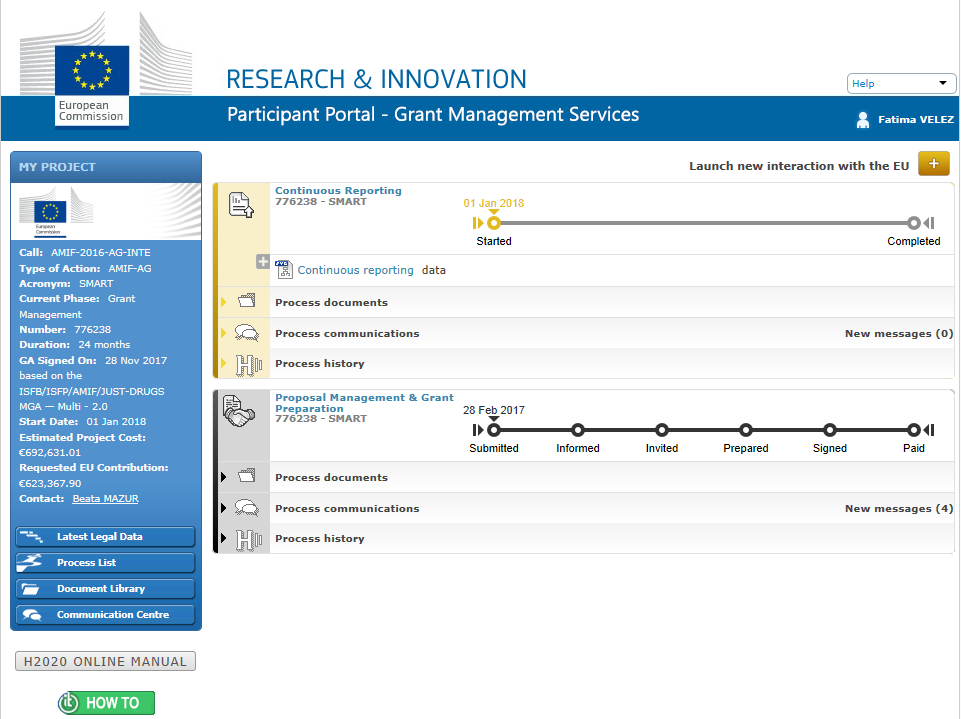 RESEARCH & INNOVATION
European
Commission
Help
Participant Portal - Grant Management Services
Fatima VELEZ
MY PROJECT
European
Commission
Call: AMIF-2016-AG-INTE
Type of Action: AMIF-AG
Acronym: SMART
Current Phase: Grant
Management
Number: 776238
Duration: 24 months
GA Signed On: 28 Nov 2017
based on the
ISFB/ISFP/AMIF/JUST-DRUGS
MGA — Multi - 2.0
Start Date: 01 Jan 2018
Estimated Project Cost:
€692,631.01
Requested EU Contribution:
€623,367.90
Contact: Beata MAZUR
Latest Legal Data
Process List
Document Library
Communication Centre
H2020 ONLINE MANUAL
it HOW TO
Launch new interaction with the EU +
Continuous Reporting
776238 - SMART
01 Jan 2018
Started Completed
Continuous reporting data
Process documents
Process communications New messages (0)
Process history
Proposal Management & Grant
Preparation
776238 - SMART
28 Feb 2017
Submitted Informed Invited Prepared Signed Paid
Process documents
Process communications New messages (4)
Process history